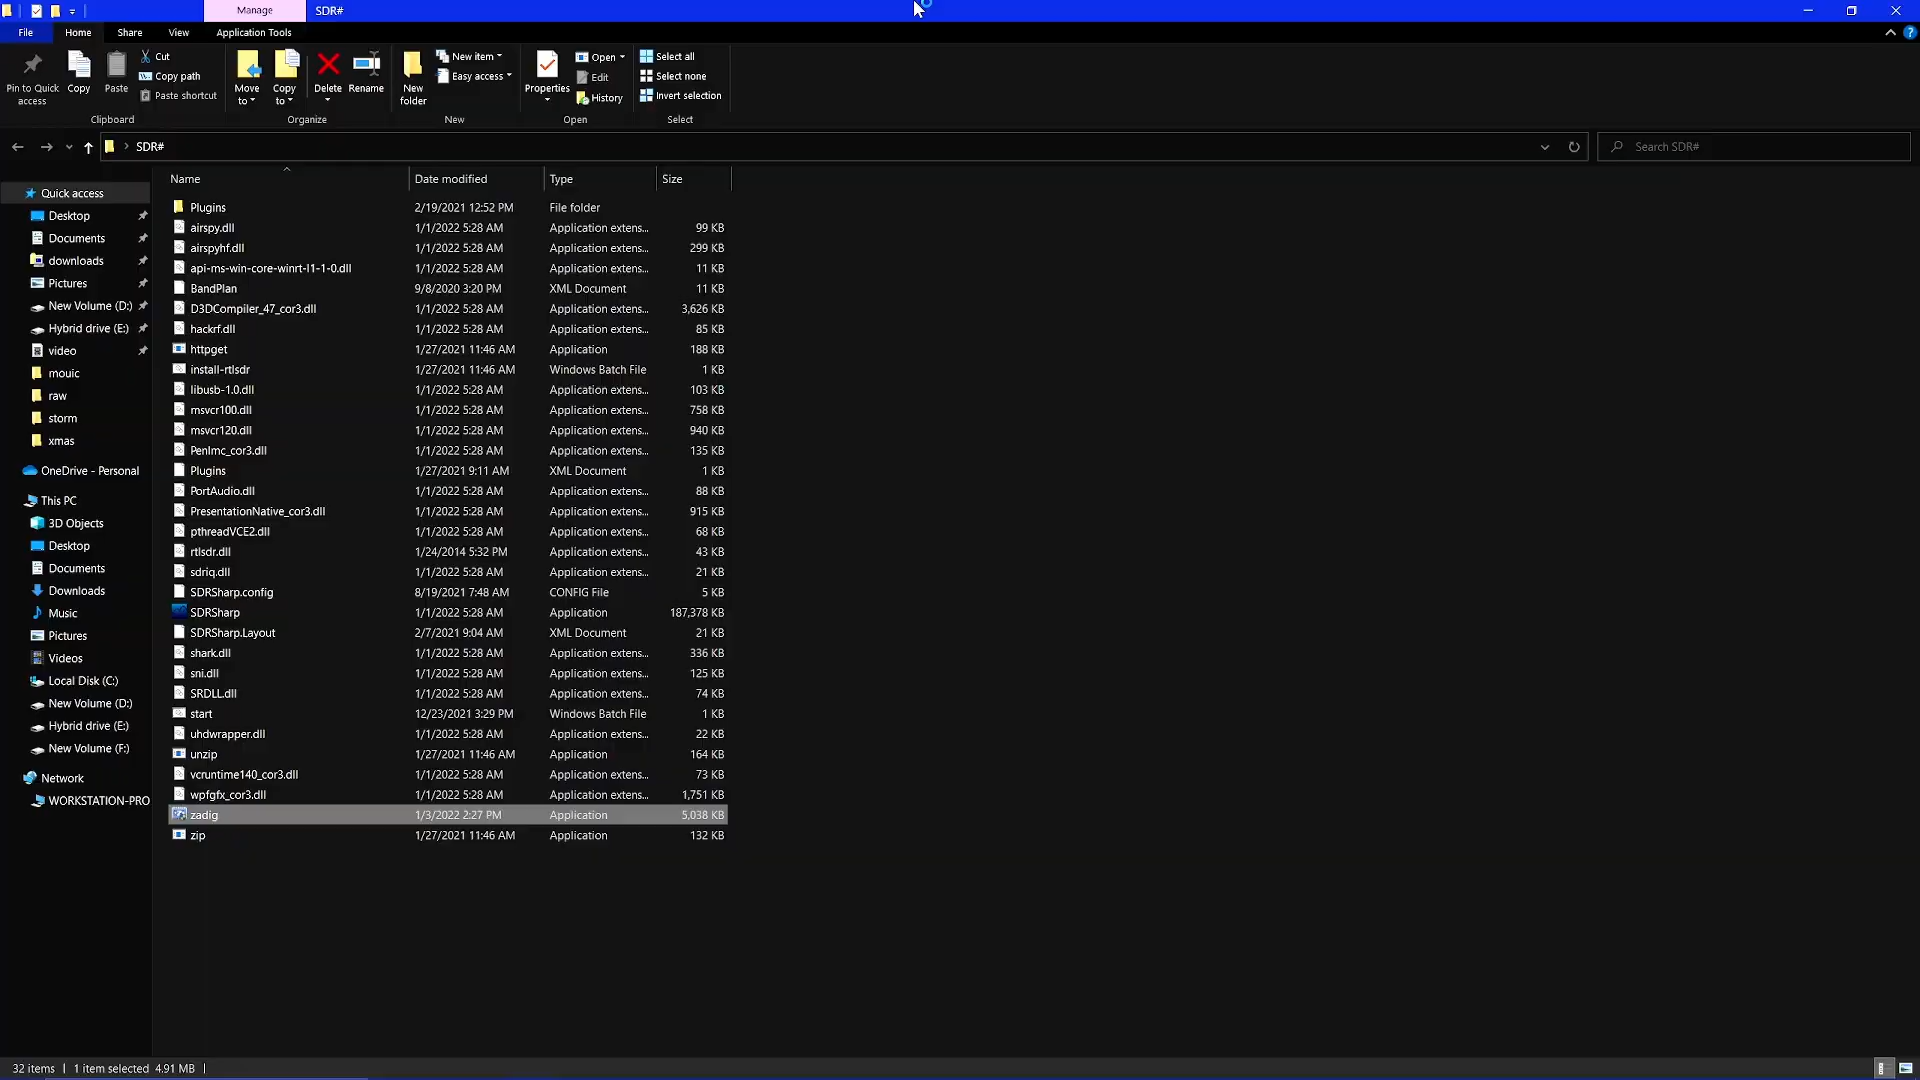 Manage
SDR#
File
Home
Share
View
Application Tools
Pin to Quick access
Copy
Paste
Cut
Copy path
Paste shortcut
Clipboard
Move to
Copy to
Delete
Rename
Organize
New folder
New item
Easy access
New
Properties
Open
Edit
History
Open
Select all
Select none
Invert selection
Select
SDR#
Search SDR#
Name Date modified Type Size
Quick access
Desktop
Documents
downloads
Pictures
New Volume (D:)
Hybrid drive (E:)
video
mouic
raw
storm
xmas
OneDrive - Personal
This PC
3D Objects
Desktop
Documents
Downloads
Music
Pictures
Videos
Local Disk (C:)
New Volume (D:)
Hybrid drive (E:)
New Volume (F:)
Network
WORKSTATION-PRO
Plugins 2/19/2021 12:52 PM File folder
airspy.dll 1/1/2022 5:28 AM Application extens... 99 KB
airspyhf.dll 1/1/2022 5:28 AM Application extens... 299 KB
api-ms-win-core-winrt-l1-1-0.dll 1/1/2022 5:28 AM Application extens... 11 KB
BandPlan 9/8/2020 3:20 PM XML Document 11 KB
D3DCompiler_47_cor3.dll 1/1/2022 5:28 AM Application extens... 3,626 KB
hackrf.dll 1/1/2022 5:28 AM Application extens... 85 KB
httpget 1/27/2021 11:46 AM Application 188 KB
install-rtlsdr 1/27/2021 11:46 AM Windows Batch File 1 KB
libusb-1.0.dll 1/1/2022 5:28 AM Application extens... 103 KB
msvcr100.dll 1/1/2022 5:28 AM Application extens... 758 KB
msvcr120.dll 1/1/2022 5:28 AM Application extens... 940 KB
PenImc_cor3.dll 1/1/2022 5:28 AM Application extens... 135 KB
Plugins 1/27/2021 9:11 AM XML Document 1 KB
PortAudio.dll 1/1/2022 5:28 AM Application extens... 88 KB
PresentationNative_cor3.dll 1/1/2022 5:28 AM Application extens... 915 KB
pthreadVCE2.dll 1/1/2022 5:28 AM Application extens... 68 KB
rtlsdr.dll 1/24/2014 5:32 PM Application extens... 43 KB
sdriq.dll 1/1/2022 5:28 AM Application extens... 21 KB
SDRSharp.config 8/19/2021 7:48 AM CONFIG File 5 KB
SDRSharp 1/1/2022 5:28 AM Application 187,378 KB
SDRSharp.Layout 2/7/2021 9:04 AM XML Document 21 KB
shark.dll 1/1/2022 5:28 AM Application extens... 336 KB
sni.dll 1/1/2022 5:28 AM Application extens... 125 KB
SRDLL.dll 1/1/2022 5:28 AM Application extens... 74 KB
start 12/23/2021 3:29 PM Windows Batch File 1 KB
uhdwrapper.dll 1/1/2022 5:28 AM Application extens... 22 KB
unzip 1/27/2021 11:46 AM Application 164 KB
vcruntime140_cor3.dll 1/1/2022 5:28 AM Application extens... 73 KB
wpfgfx_cor3.dll 1/1/2022 5:28 AM Application extens... 1,751 KB
zadig 1/3/2022 2:27 PM Application 5,038 KB
zip 1/27/2021 11:46 AM Application 132 KB
32 items 1 item selected 4.91 MB